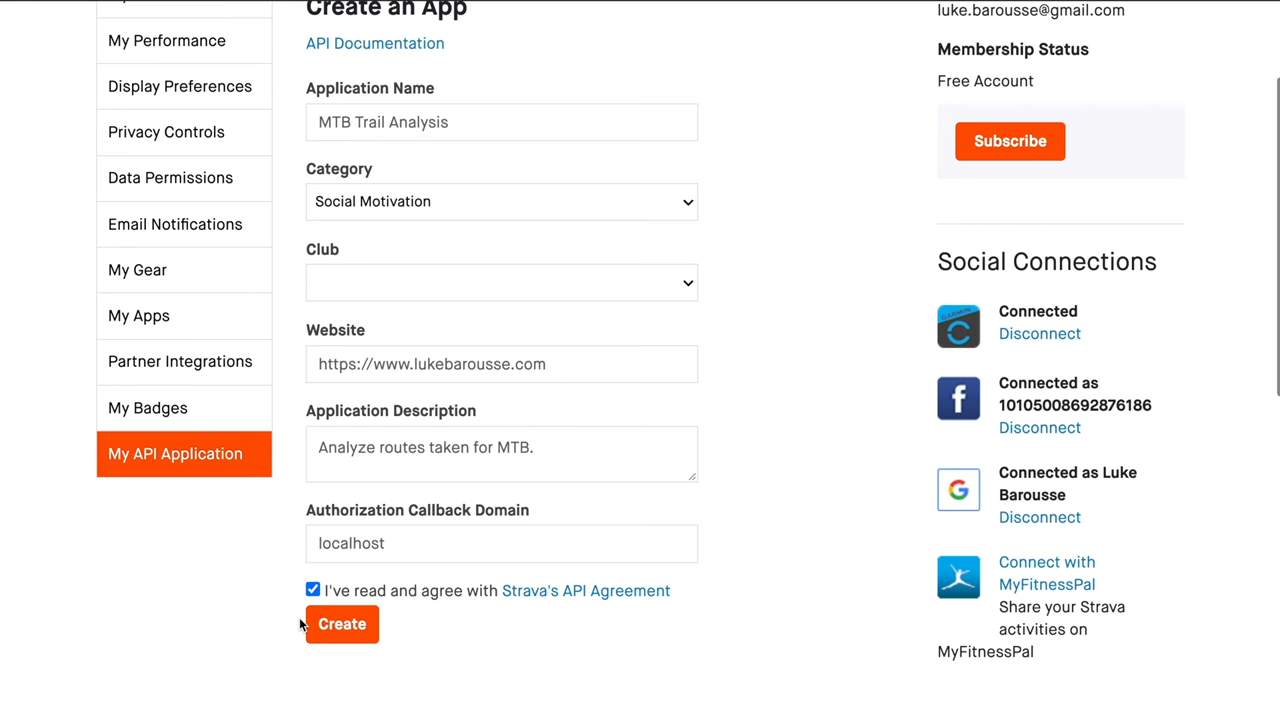 Create an App
API Documentation
My Performance
Display Preferences
Privacy Controls
Data Permissions
Email Notifications
My Gear
My Apps
Partner Integrations
My Badges
My API Application
Application Name
MTB Trail Analysis
Category
Social Motivation
Club
Website
https://www.lukebarousse.com
Application Description
Analyze routes taken for MTB.
Authorization Callback Domain
localhost
I've read and agree with Strava's API Agreement
Create
luke.barousse@gmail.com
Membership Status
Free Account
Subscribe
Social Connections
GARMIN
Connected
Disconnect
Connected as
10105008692876186
Disconnect
Connected as Luke
Barousse
Disconnect
Connect with
MyFitnessPal
Share your Strava
activities on
MyFitnessPal